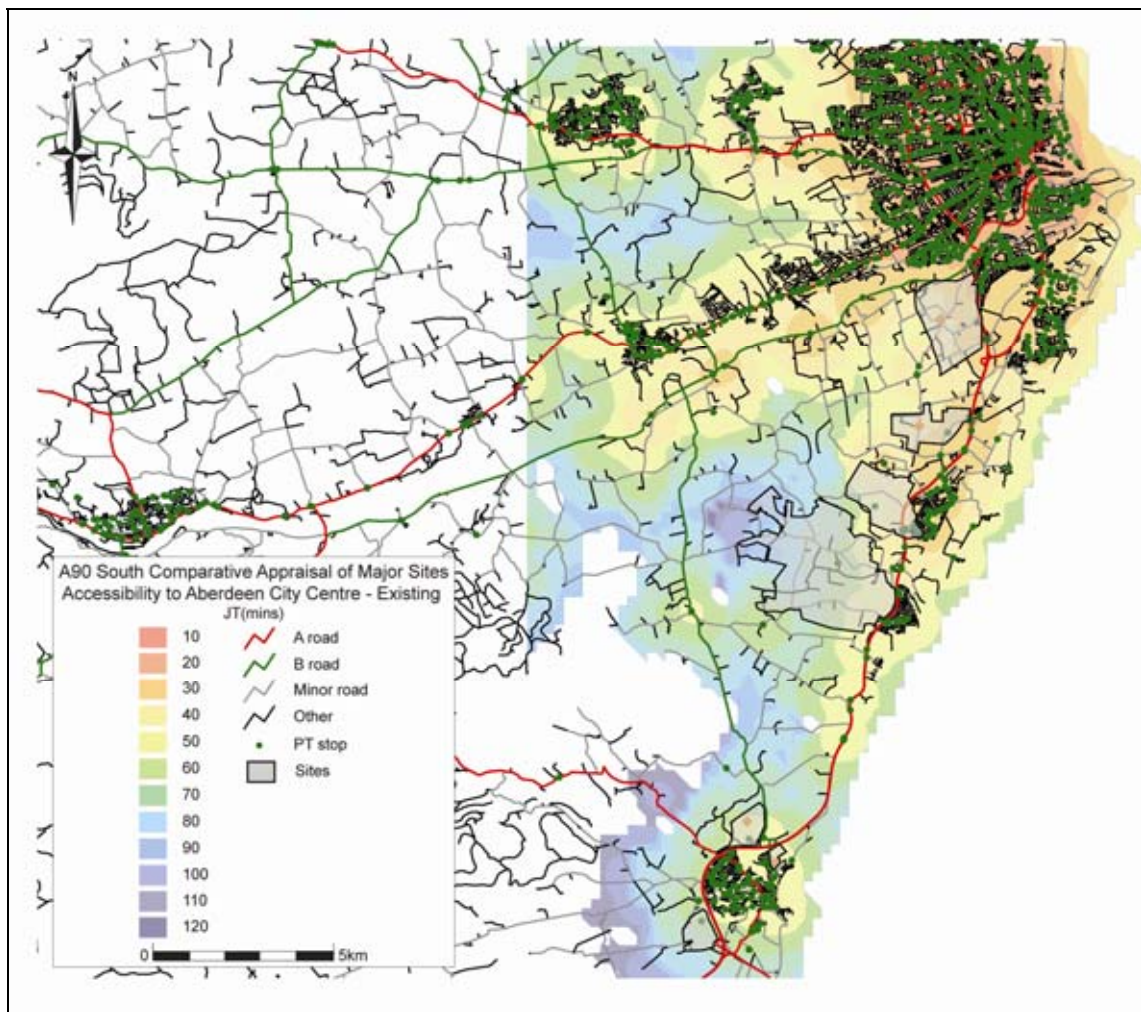 N
A90 South Comparative Appraisal of Major Sites
Accessibility to Aberdeen City Centre - Existing
JT(mins)
10 A road
20 B road
30 Minor road
40 Other
50 PT stop
60 Sites
70
80
90
100
110
120
0 5km